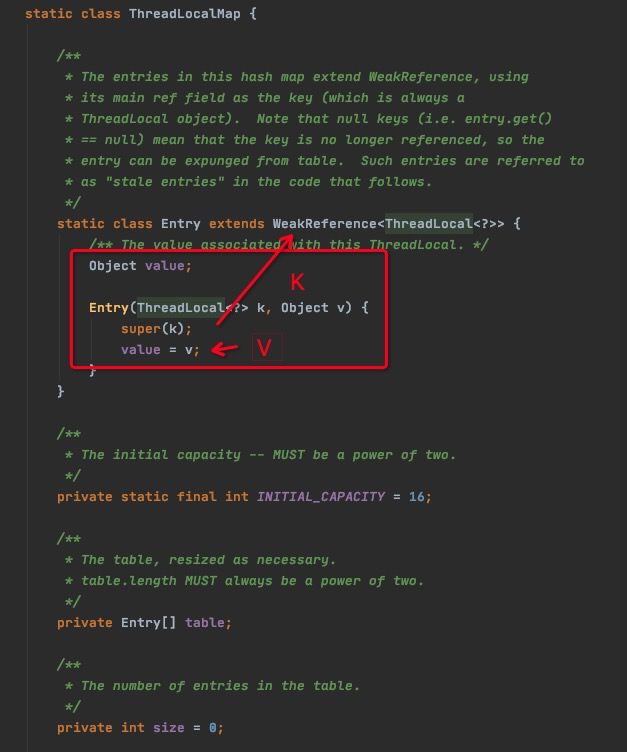 static class ThreadLocalMap {
/**
* The entries in this hash map extend WeakReference, using
* its main ref field as the key (which is always a
* ThreadLocal object).  Note that null keys (i.e. entry.get()
* == null) mean that the key is no longer referenced, so the
* entry can be expunged from table.  Such entries are referred to
* as "stale entries" in the code that follows.
*/
static class Entry extends WeakReference<ThreadLocal<?>> {
/** The value associated with this ThreadLocal. */
Object value;
K
Entry(ThreadLocal<?> k, Object v) {
super(k);
value = v;
V
}
}
/**
* The initial capacity -- MUST be a power of two.
*/
private static final int INITIAL_CAPACITY = 16;
/**
* The table, resized as necessary.
* table.length MUST always be a power of two.
*/
private Entry[] table;
/**
* The number of entries in the table.
*/
private int size = 0;